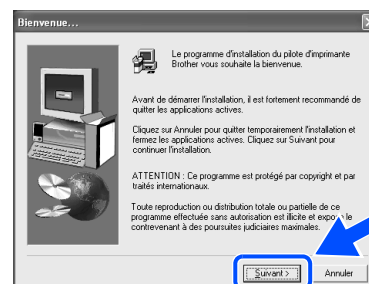 Bienvenue...
Le programme d'installation du pilote d'imprimante
Brother vous souhaite la bienvenue.
Avant de démarrer l'installation, il est fortement recommandé de
quitter les applications actives.
Cliquez sur Annuler pour quitter temporairement l'installation et
fermez les applications actives. Cliquez sur Suivant pour
continuer l'installation.
ATTENTION : Ce programme est protégé par copyright et par
traités internationaux.
Toute reproduction ou distribution totale ou partielle de ce
programme effectuée sans autorisation est illicite et expose le
contrevenant à des poursuites judiciaires maximales.
Suivant >
Annuler